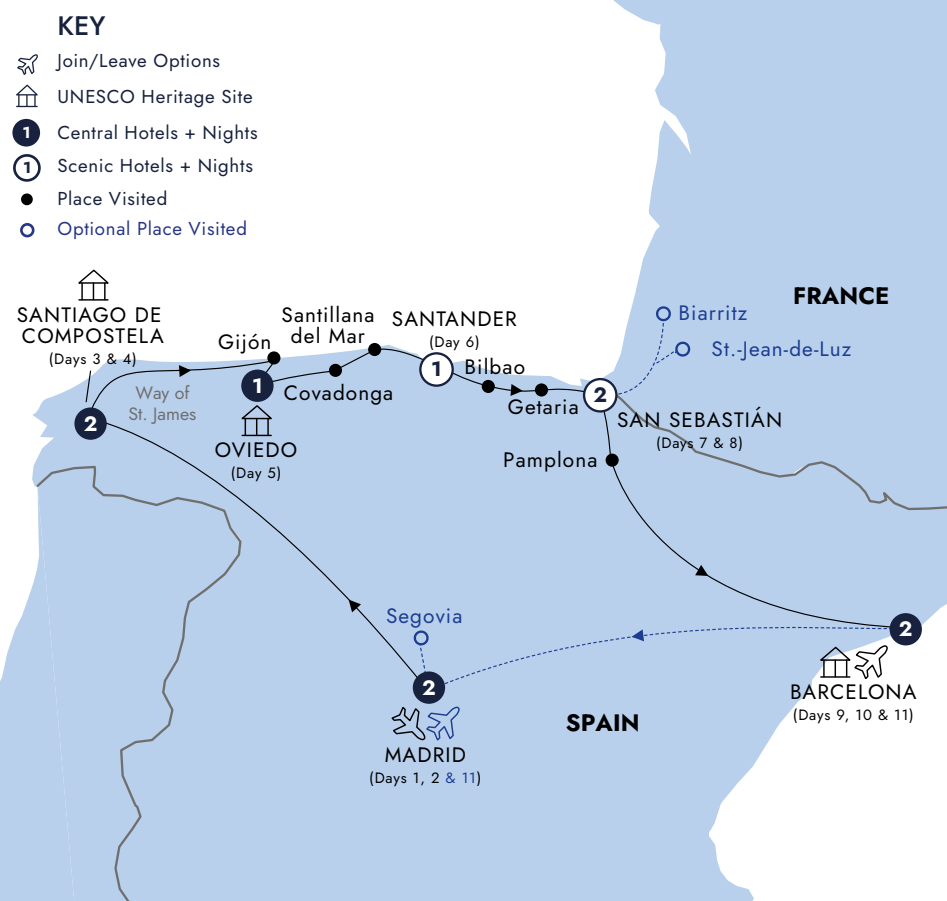 KEY
Join/Leave Options
UNESCO Heritage Site
1 Central Hotels + Nights
1 Scenic Hotels + Nights
Place Visited
Optional Place Visited
FRANCE
Biarritz
St.-Jean-de-Luz
SANTIAGO DE
COMPOSTELA
(Days 3 & 4)
2
Way of
St. James
Gijón
1
OVIEDO
(Day 5)
Covadonga
Santillana
del Mar
SANTANDER
(Day 6)
1
Bilbao
Getaria
2
SAN SEBASTIÁN
(Days 7 & 8)
Pamplona
2
BARCELONA
(Days 9, 10 & 11)
Segovia
2
MADRID
(Days 1, 2 & 11)
SPAIN